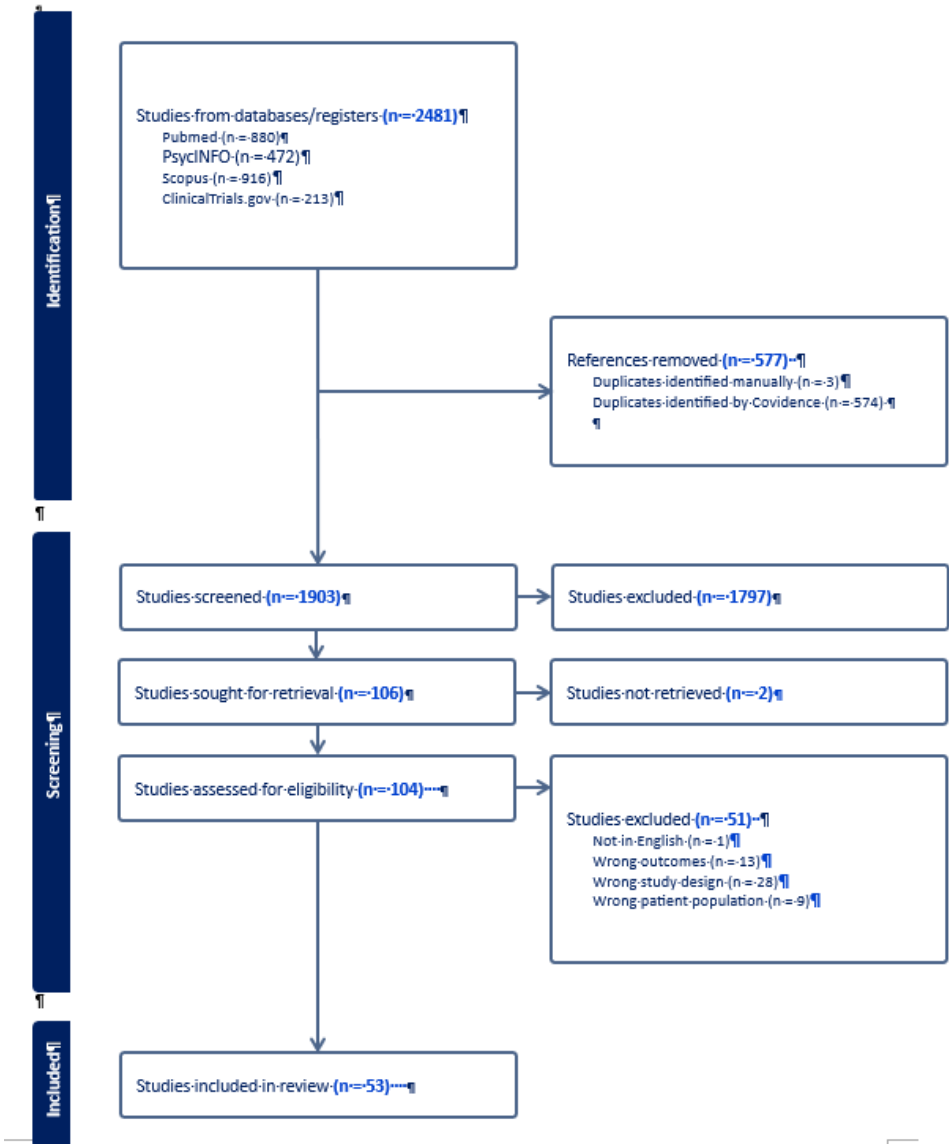 ¶
Identification¶
Studies·from·databases/registers·(n·=·2481)¶
Pubmed·(n·=·880)¶
PsycINFO·(n·=·472)¶
Scopus·(n·=·916)¶
ClinicalTrials.gov·(n·=·213)¶
References·removed·(n·=·577)··¶
Duplicates·identified·manually·(n·=·3)¶
Duplicates·identified·by·Covidence·(n·=·574)·¶
¶
¶
Screening¶
Studies·screened·(n·=·1903)¶
Studies·excluded·(n·=·1797)¶
Studies·sought·for·retrieval·(n·=·106)¶
Studies·not·retrieved·(n·=·2)¶
Studies·assessed·for·eligibility·(n·=·104)····¶
Studies·excluded·(n·=·51)··¶
Not·in·English·(n·=·1)¶
Wrong·outcomes·(n·=·13)¶
Wrong·study·design·(n·=·28)¶
Wrong·patient·population·(n·=·9)¶
¶
Included¶
Studies·included·in·review·(n·=·53)····¶